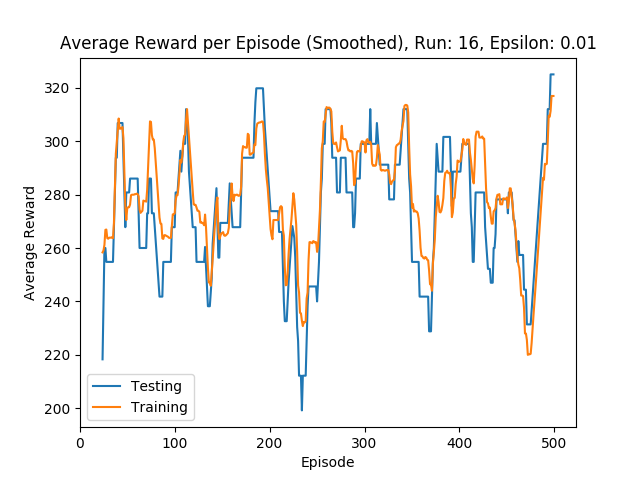 Average Reward per Episode (Smoothed), Run: 16, Epsilon: 0.01
Average Reward
320
300
280
260
240
220
200
Testing
Training
0 100 200 300 400 500
Episode